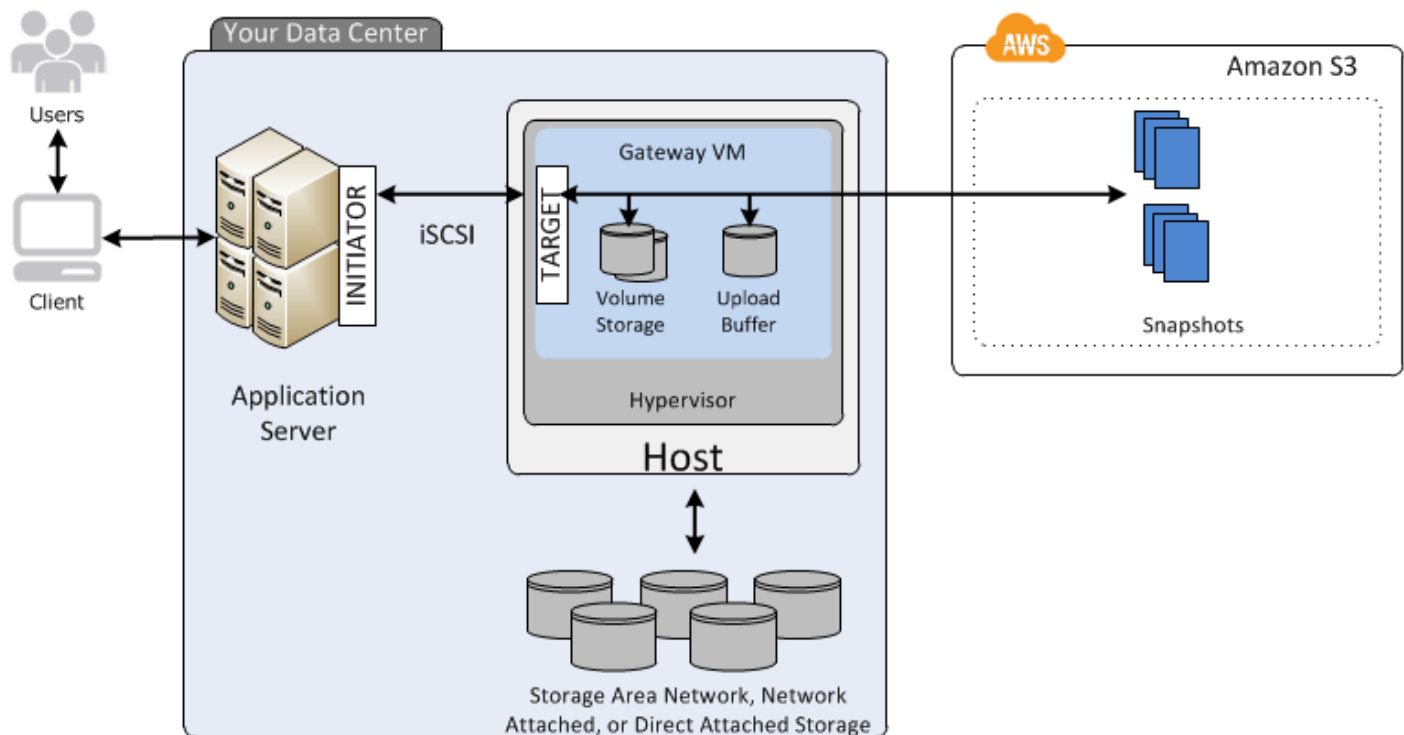 Your Data Center
AWS
Amazon S3
Users
Client
INITIATOR
Application
Server
iSCSI
Gateway VM
TARGET
Volume
Storage
Upload
Buffer
Hypervisor
Host
Snapshots
Storage Area Network, Network
Attached, or Direct Attached Storage